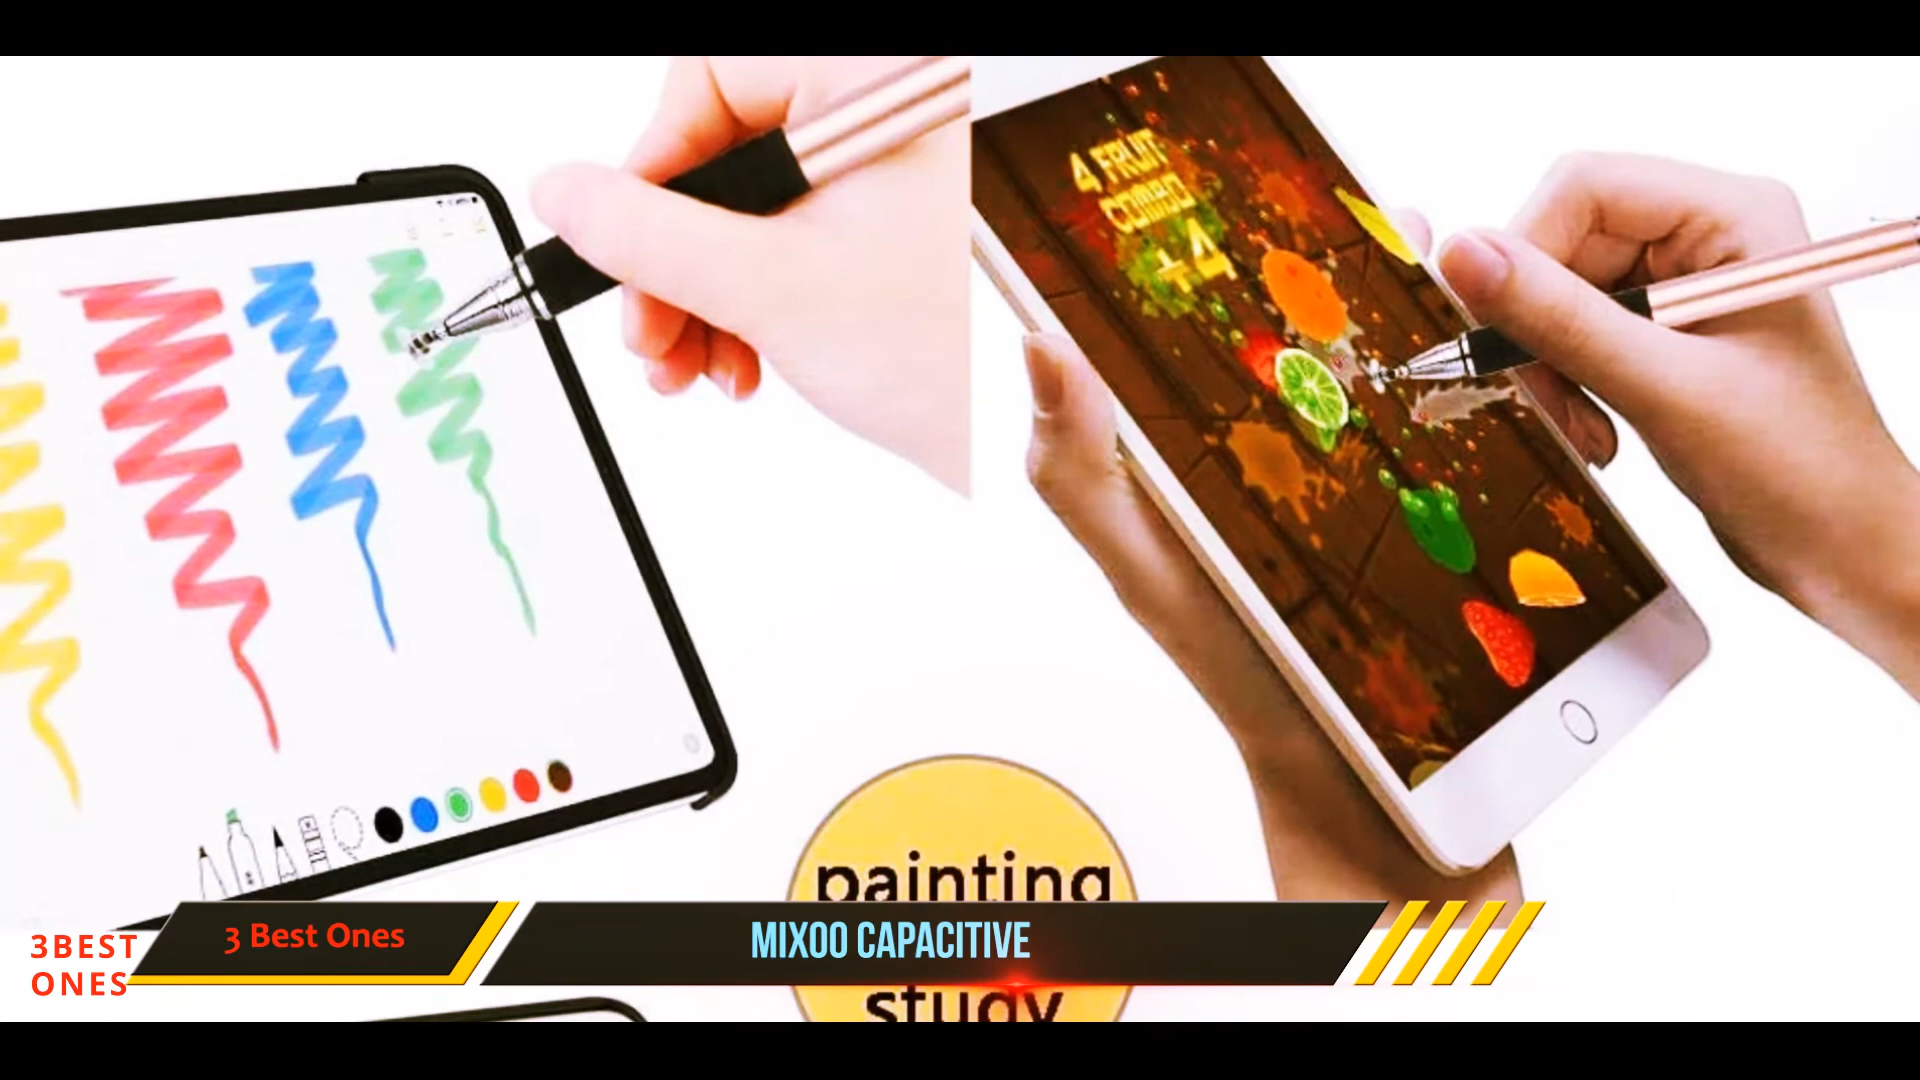 4 FRUIT
COMBO
+4
painting
study
3BEST
ONES
3 Best Ones
MIXOO CAPACITIVE